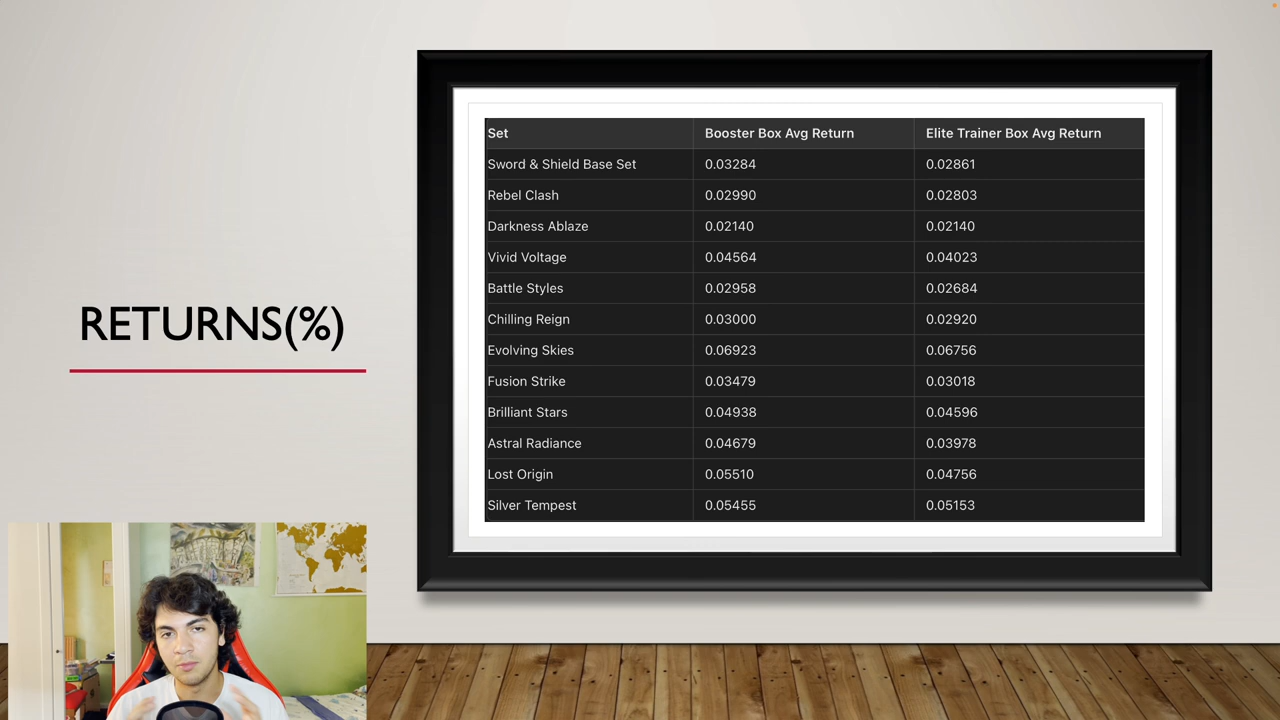 RETURNS(%)
Set Booster Box Avg Return Elite Trainer Box Avg Return
Sword & Shield Base Set 0.03284 0.02861
Rebel Clash 0.02990 0.02803
Darkness Ablaze 0.02140 0.02140
Vivid Voltage 0.04564 0.04023
Battle Styles 0.02958 0.02684
Chilling Reign 0.03000 0.02920
Evolving Skies 0.06923 0.06756
Fusion Strike 0.03479 0.03018
Brilliant Stars 0.04938 0.04596
Astral Radiance 0.04679 0.03978
Lost Origin 0.05510 0.04756
Silver Tempest 0.05455 0.05153